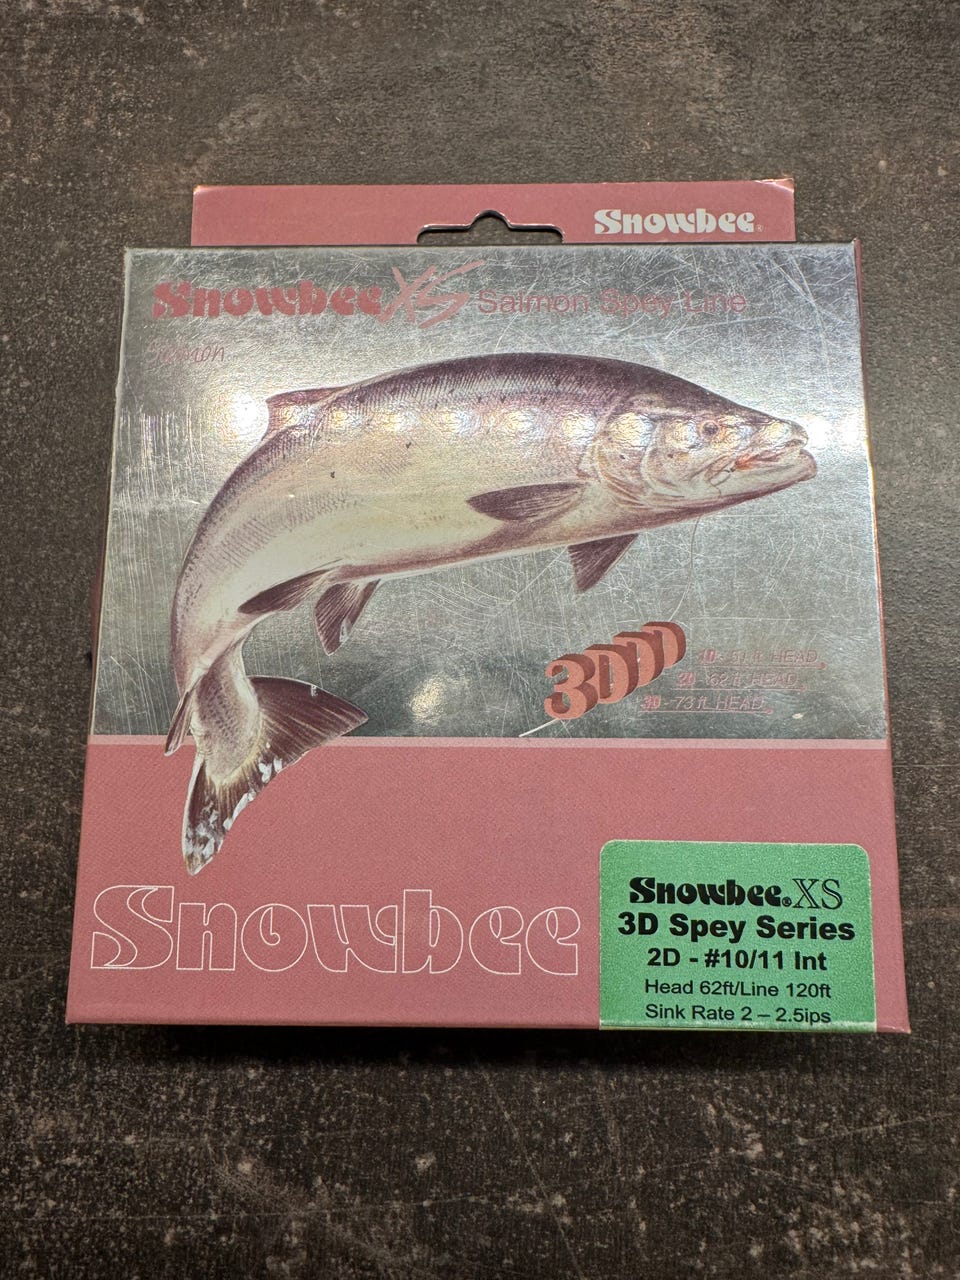 Snowbee®
Snowbee XS Salmon Spey Line
Salmon
3DDD
1D - 51 ft HEAD
2D - 62 ft HEAD
3D - 73 ft HEAD
Snowbee
Snowbee® XS
3D Spey Series
2D - #10/11 Int
Head 62ft/Line 120ft
Sink Rate 2 – 2.5ips